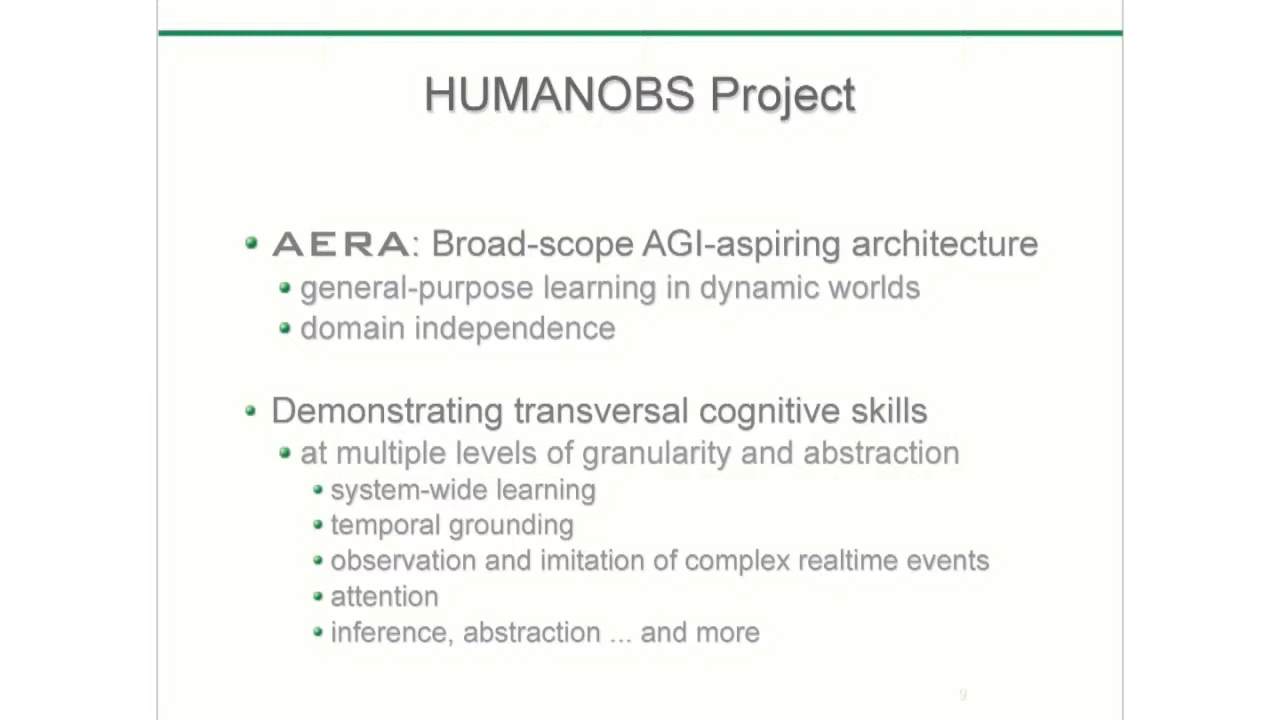 HUMANOBS Project
AERA: Broad-scope AGI-aspiring architecture
general-purpose learning in dynamic worlds
domain independence
Demonstrating transversal cognitive skills
at multiple levels of granularity and abstraction
system-wide learning
temporal grounding
observation and imitation of complex realtime events
attention
inference, abstraction ... and more
9